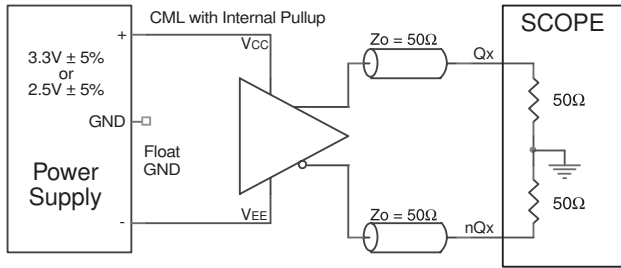 CML with Internal Pullup
SCOPE
+
VCC
Zo = 50Ω
Qx
3.3V ± 5%
or
2.5V ± 5%
50Ω
GND
Float
GND
Power
Supply
50Ω
-
VEE
Zo = 50Ω
nQx